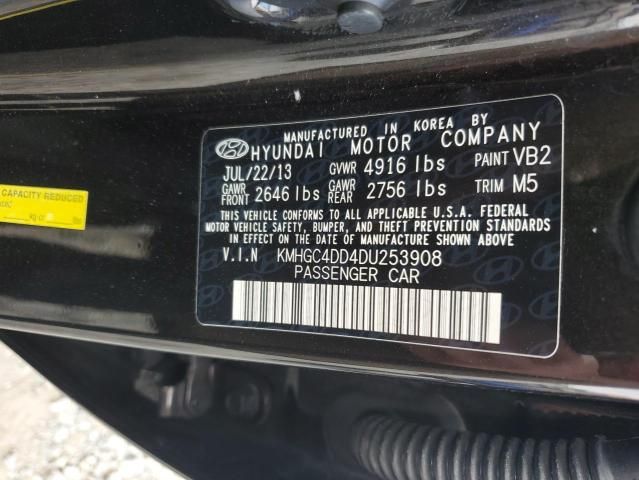 MANUFACTURED IN KOREA BY
HYUNDAI MOTOR COMPANY
JUL/22/13 GVWR 4916 lbs PAINT VB2
GAWR FRONT 2646 lbs GAWR REAR 2756 lbs TRIM M5
THIS VEHICLE CONFORMS TO ALL APPLICABLE U.S.A. FEDERAL
MOTOR VEHICLE SAFETY, BUMPER, AND THEFT PREVENTION STANDARDS
IN EFFECT ON THE DATE OF MANUFACTURE SHOWN ABOVE.
V.I.N KMHGC4DD4DU253908
PASSENGER CAR
CAPACITY REDUCED